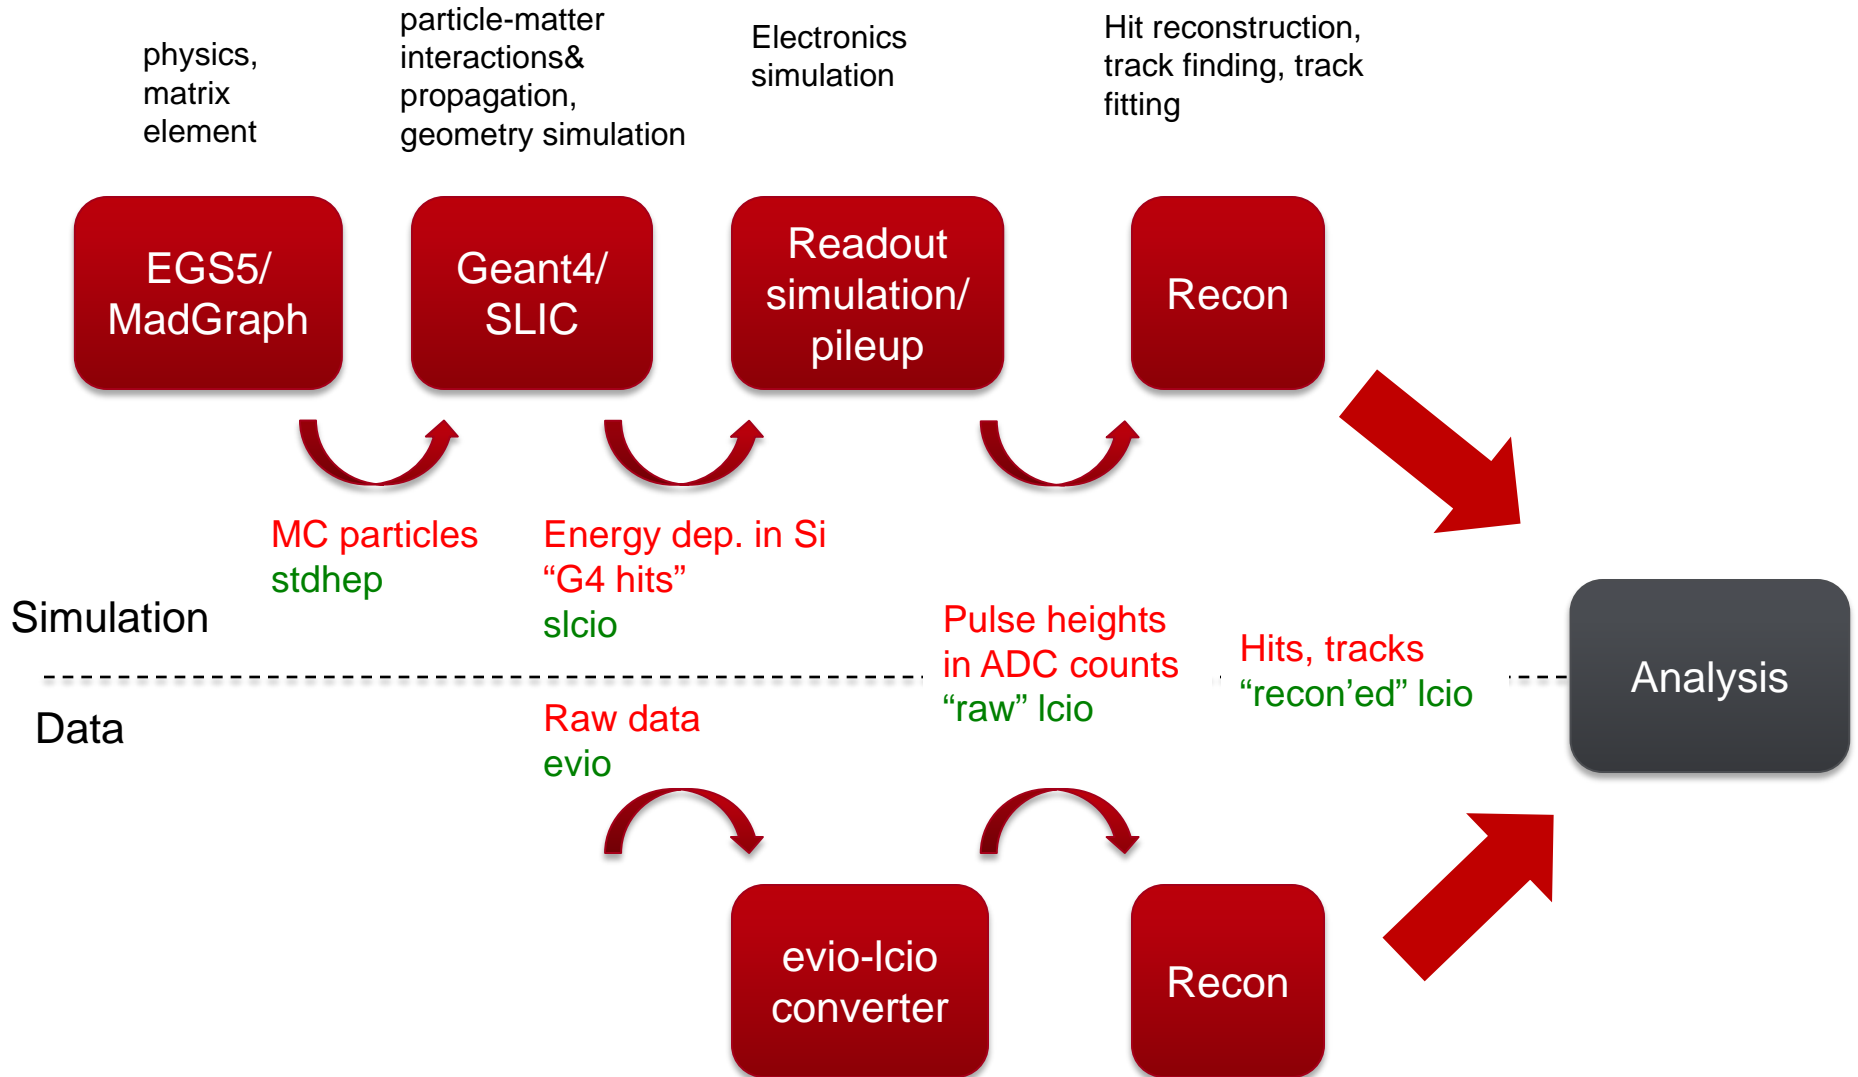 physics,
matrix
element
particle-matter
interactions&
propagation,
geometry simulation
Electronics
simulation
Hit reconstruction,
track finding, track
fitting
EGS5/
MadGraph
Geant4/
SLIC
Readout
simulation/
pileup
Recon
MC particles
stdhep
Energy dep. in Si
“G4 hits”
slcio
Pulse heights
in ADC counts
“raw” lcio
Hits, tracks
“recon’ed” lcio
Simulation
Data
Raw data
evio
Analysis
evio-lcio
converter
Recon